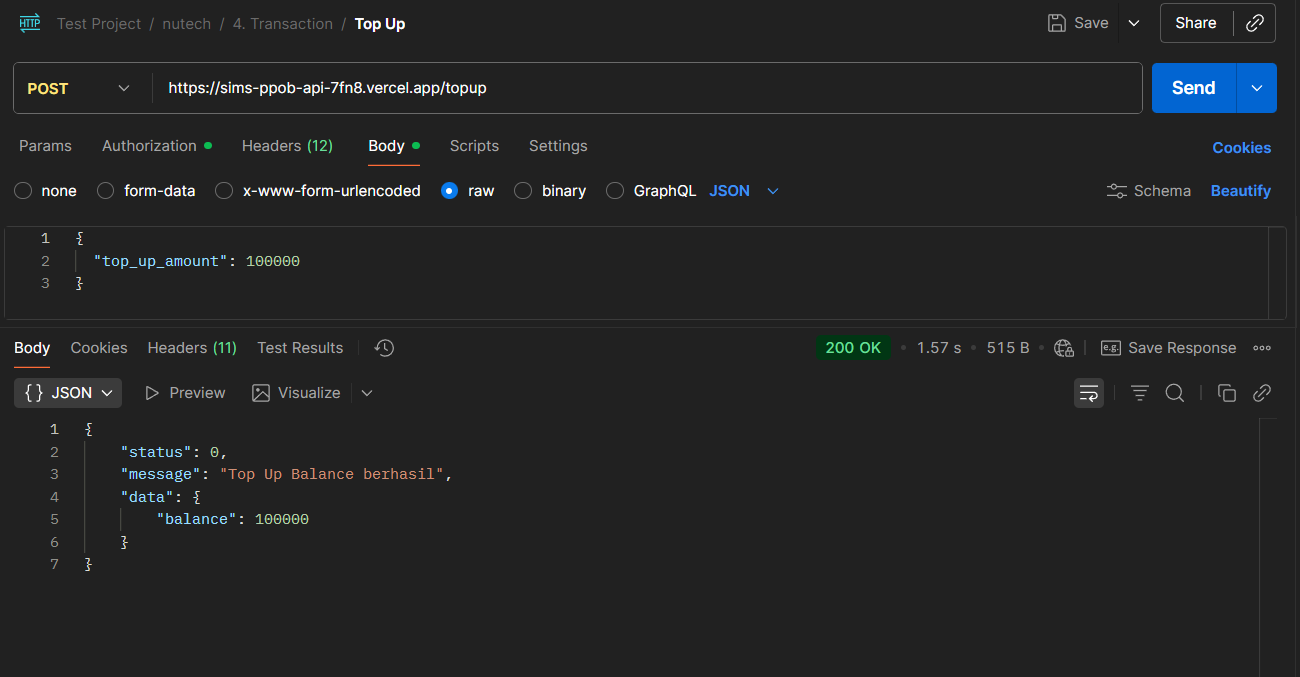 HTTP Test Project / nutech / 4. Transaction / Top Up Save Share
POST https://sims-ppob-api-7fn8.vercel.app/topup Send
Params Authorization Headers (12) Body Scripts Settings Cookies
none form-data x-www-form-urlencoded raw binary GraphQL JSON Schema Beautify
1 {
2 "top_up_amount": 100000
3 }
Body Cookies Headers (11) Test Results 200 OK • 1.57 s • 515 B • e.g. Save Response
{} JSON Preview Visualize
1 {
2 "status": 0,
3 "message": "Top Up Balance berhasil",
4 "data": {
5 "balance": 100000
6 }
7 }